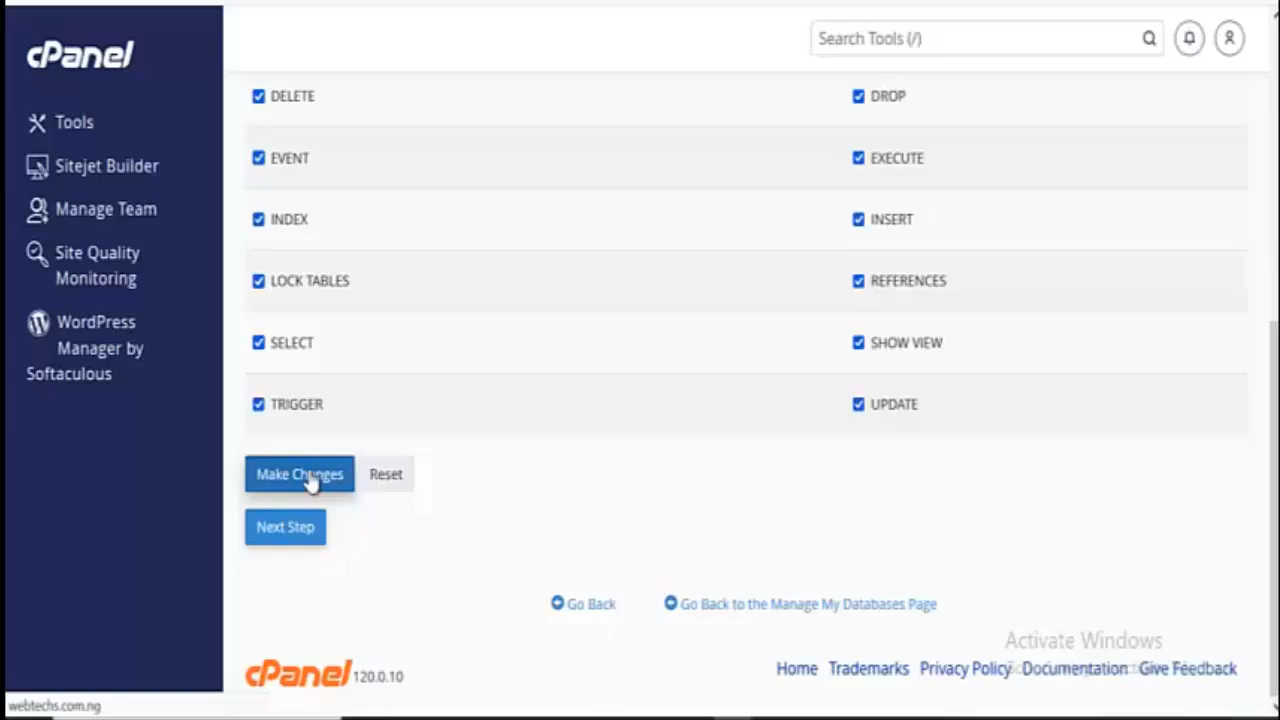 cPanel
Search Tools (/)
Tools
Sitejet Builder
Manage Team
Site Quality
Monitoring
WordPress
Manager by
Softaculous
DELETE
DROP
EVENT
EXECUTE
INDEX
INSERT
LOCK TABLES
REFERENCES
SELECT
SHOW VIEW
TRIGGER
UPDATE
Make Changes
Reset
Next Step
Go Back
Go Back to the Manage My Databases Page
Activate Windows
cPanel 120.0.10
Home Trademarks Privacy Policy Documentation Give Feedback
webtechs.com.ng